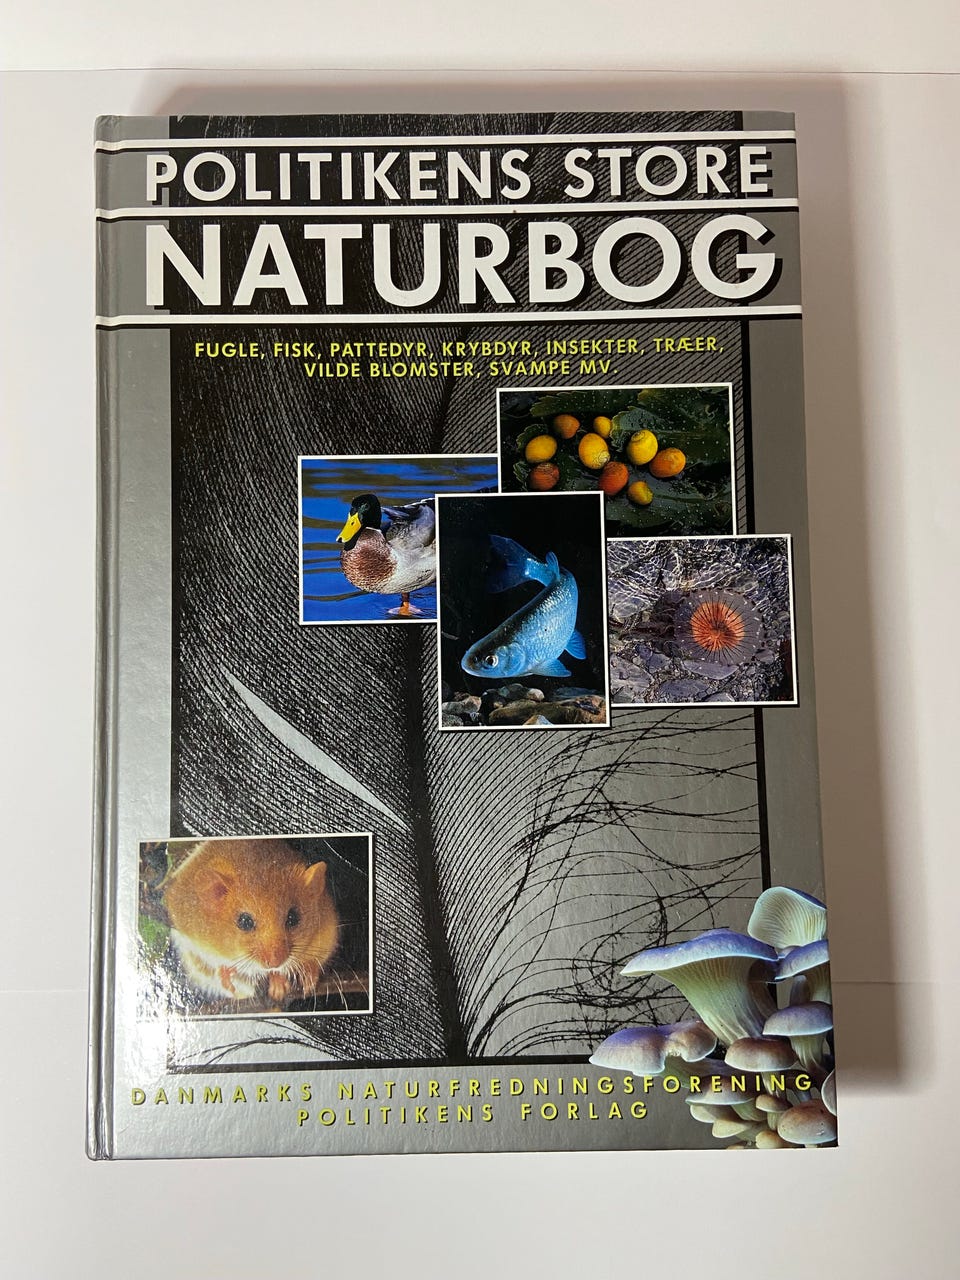 POLITIKENS STORE
NATURBOG
FUGLE, FISK, PATTEDYR, KRYBDYR, INSEKTER, TRÆER,
VILDE BLOMSTER, SVAMPE MV.
DANMARKS NATURFREDNINGSFORENING
POLITIKENS FORLAG